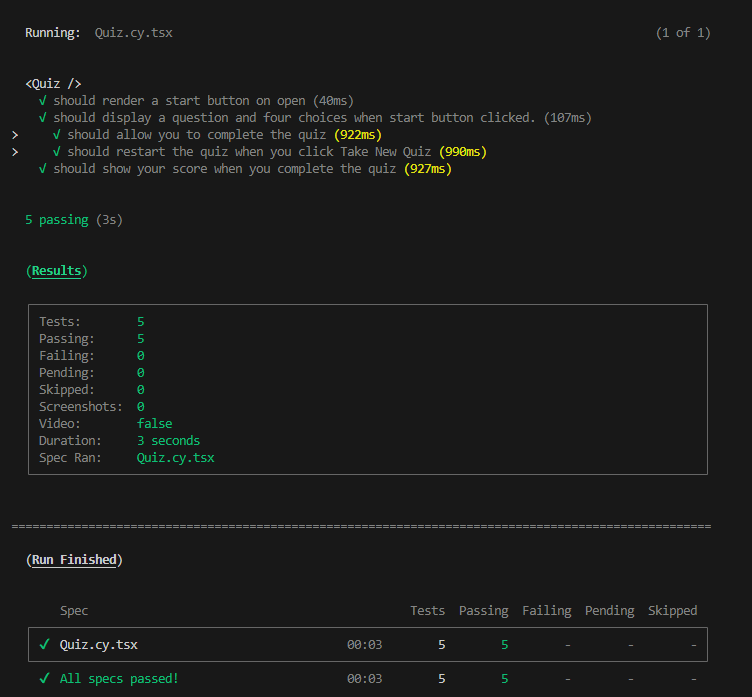 Running:  Quiz.cy.tsx (1 of 1)
<Quiz />
√ should render a start button on open (40ms)
√ should display a question and four choices when start button clicked. (107ms)
> √ should allow you to complete the quiz (922ms)
> √ should restart the quiz when you click Take New Quiz (990ms)
√ should show your score when you complete the quiz (927ms)
5 passing (3s)
(Results)
Tests: 5
Passing: 5
Failing: 0
Pending: 0
Skipped: 0
Screenshots: 0
Video: false
Duration: 3 seconds
Spec Ran: Quiz.cy.tsx
====================================================================================================
(Run Finished)
Spec Tests Passing Failing Pending Skipped
✔ Quiz.cy.tsx 00:03 5 5 - - -
✔ All specs passed! 00:03 5 5 - - -